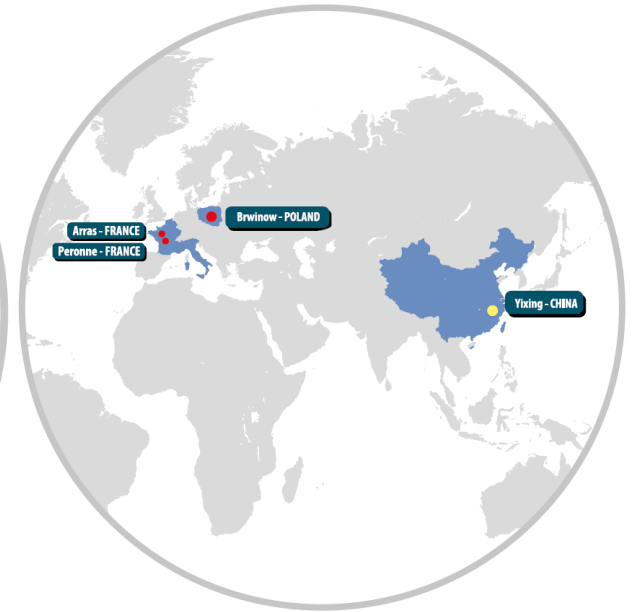 Brwinow - POLAND
Arras - FRANCE
Peronne - FRANCE
Yixing - CHINA